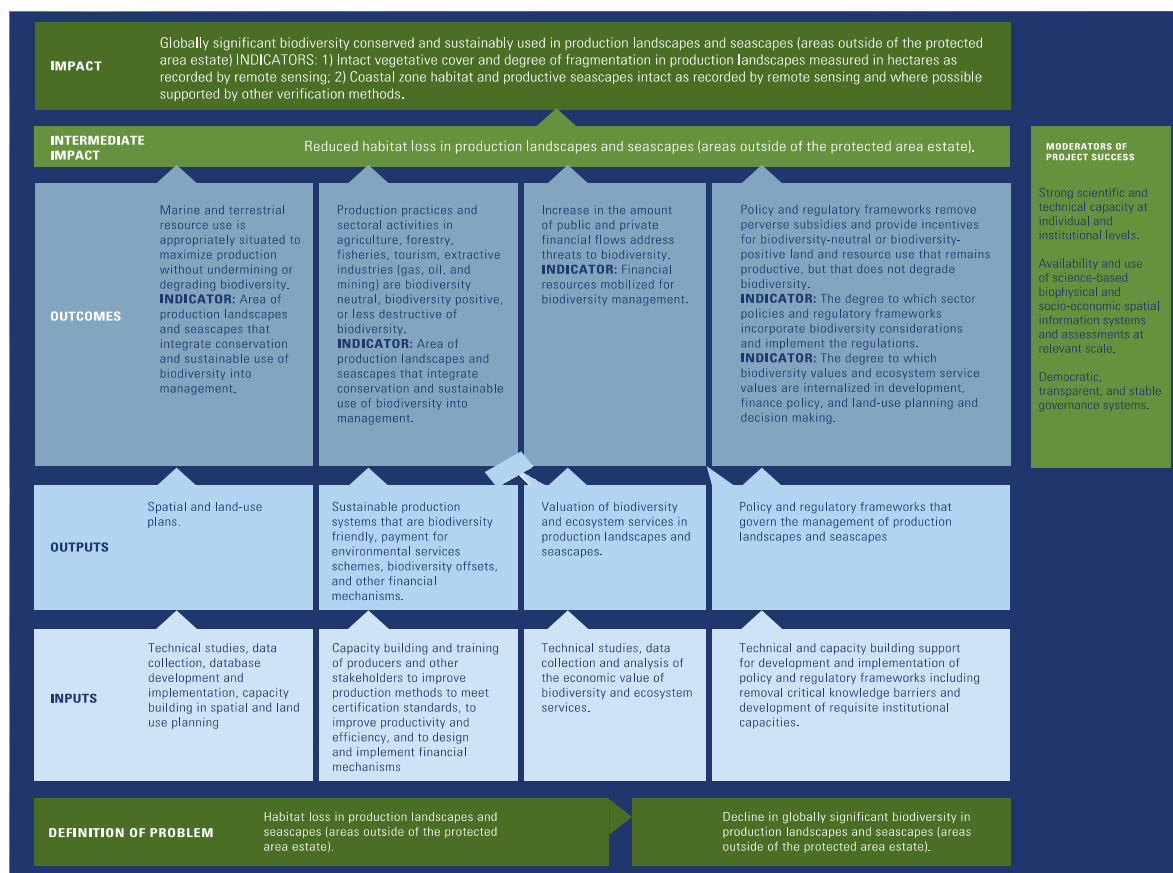 IMPACT
Globally significant biodiversity conserved and sustainably used in production landscapes and seascapes (areas outside of the protected
area estate) INDICATORS: 1) Intact vegetative cover and degree of fragmentation in production landscapes measured in hectares as
recorded by remote sensing; 2) Coastal zone habitat and productive seascapes intact as recorded by remote sensing and where possible
supported by other verification methods.
INTERMEDIATE
IMPACT
Reduced habitat loss in production landscapes and seascapes (areas outside of the protected area estate).
MODERATORS OF
PROJECT SUCCESS
Strong scientific and
technical capacity at
individual and
institutional levels.
Availability and use
of science-based
biophysical and
socio-economic spatial
information systems
and assessments at
relevant scale.
Democratic,
transparent, and stable
governance systems.
OUTCOMES
Marine and terrestrial
resource use is
appropriately situated to
maximize production
without undermining or
degrading biodiversity.
INDICATOR: Area of
production landscapes
and seascapes that
integrate conservation
and sustainable use of
biodiversity into
management.
Production practices and
sectoral activities in
agriculture, forestry,
fisheries, tourism, extractive
industries (gas, oil, and
mining) are biodiversity
neutral, biodiversity positive,
or less destructive of
biodiversity.
INDICATOR: Area of
production landscapes and
seascapes that integrate
conservation and sustainable
use of biodiversity into
management.
Increase in the amount
of public and private
financial flows address
threats to biodiversity.
INDICATOR: Financial
resources mobilized for
biodiversity management.
Policy and regulatory frameworks remove
perverse subsidies and provide incentives
for biodiversity-neutral or biodiversity-
positive land and resource use that remains
productive, but that does not degrade
biodiversity.
INDICATOR: The degree to which sector
policies and regulatory frameworks
incorporate biodiversity considerations
and implement the regulations.
INDICATOR: The degree to which
biodiversity values and ecosystem service
values are internalized in development,
finance policy, and land-use planning and
decision making.
OUTPUTS
Spatial and land-use
plans.
Sustainable production
systems that are biodiversity
friendly, payment for
environmental services
schemes, biodiversity offsets,
and other financial
mechanisms.
Valuation of biodiversity
and ecosystem services in
production landscapes and
seascapes.
Policy and regulatory frameworks that
govern the management of production
landscapes and seascapes
INPUTS
Technical studies, data
collection, database
development and
implementation, capacity
building in spatial and land
use planning
Capacity building and training
of producers and other
stakeholders to improve
production methods to meet
certification standards, to
improve productivity and
efficiency, and to design
and implement financial
mechanisms
Technical studies, data
collection and analysis of
the economic value of
biodiversity and ecosystem
services.
Technical and capacity building support
for development and implementation of
policy and regulatory frameworks including
removal critical knowledge barriers and
development of requisite institutional
capacities.
DEFINITION OF PROBLEM
Habitat loss in production landscapes and
seascapes (areas outside of the protected
area estate).
Decline in globally significant biodiversity in
production landscapes and seascapes (areas
outside of the protected area estate).